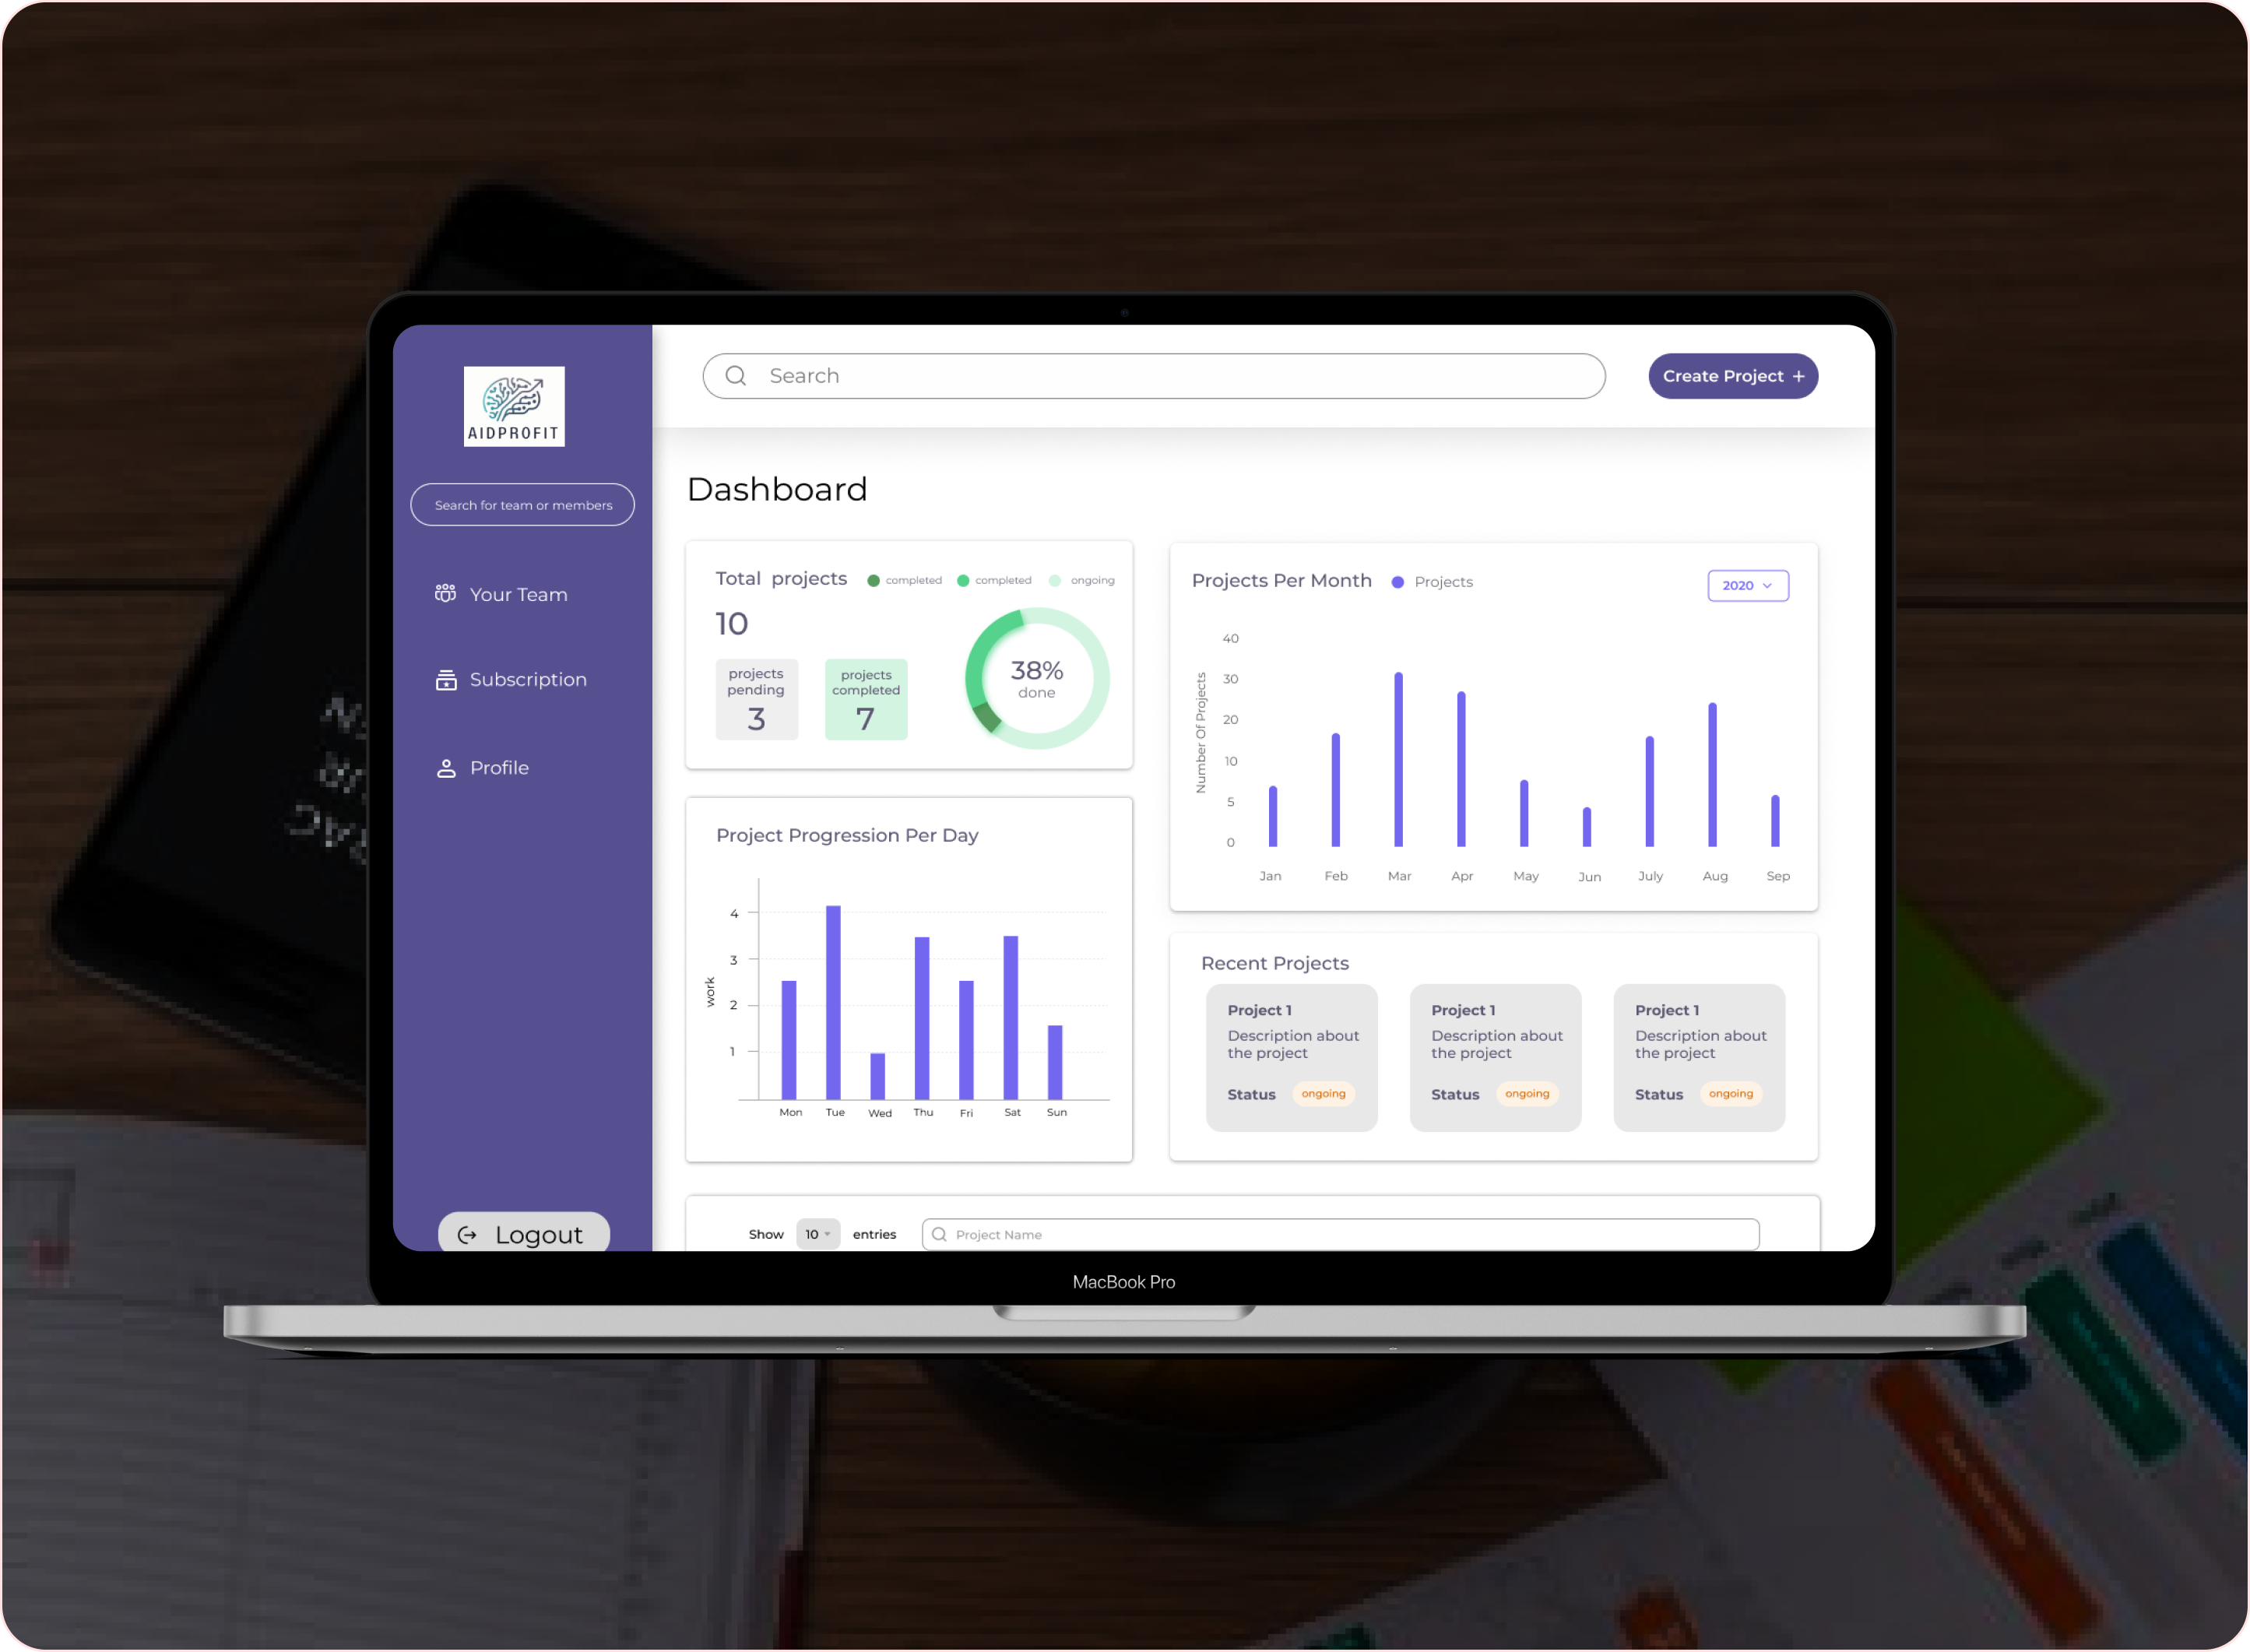 AIDPROFIT
Search for team or members
Your Team
Subscription
Profile
Logout
Search
Create Project +
Dashboard
Total projects
completed
completed
ongoing
10
projects
pending
3
projects
completed
7
38%
done
Projects Per Month
Projects
2020
Number Of Projects
40
30
20
10
5
0
Jan Feb Mar Apr May Jun July Aug Sep
Project Progression Per Day
work
4
3
2
1
Mon Tue Wed Thu Fri Sat Sun
Recent Projects
Project 1
Description about
the project
Status ongoing
Project 1
Description about
the project
Status ongoing
Project 1
Description about
the project
Status ongoing
Show 10 entries
Project Name
MacBook Pro